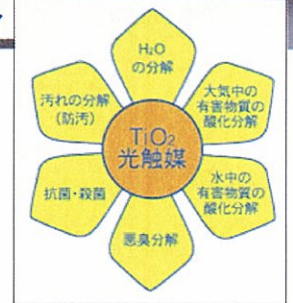 H₂O
の分解
大気中の
有害物質の
酸化分解
水中の
有害物質の
酸化分解
悪臭分解
抗菌・殺菌
汚れの分解
(防汚)
TiO₂
光触媒